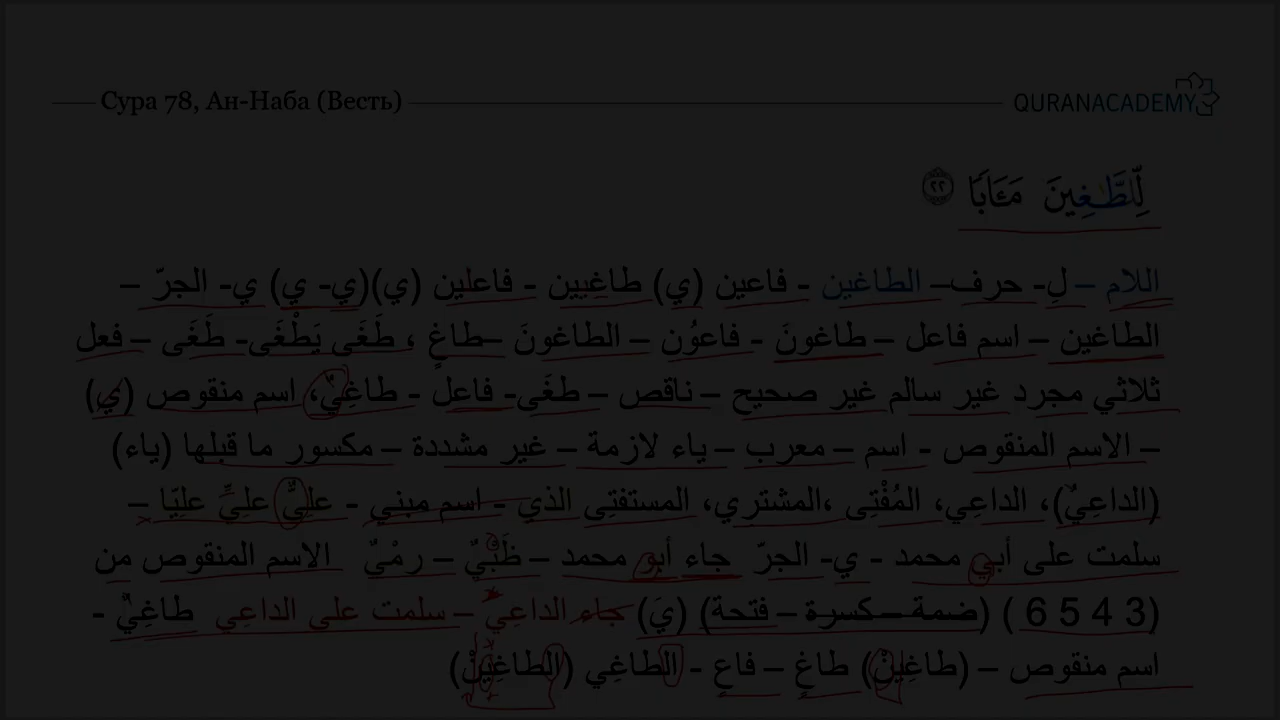 Сура 78, Ан-Наба (Весть)
QURANACADEMY
لِّلطَّـٰغِينَ مَـَٔابًا ٢٢
اللام – لِ- حرف– الطاغين - فاعين (ي) طاغيين - فاعلين (ي)(ي- ي) ي- الجرّ –
الطاغين – اسم فاعل – طاغونَ - فاعوُن – الطاغونَ –طاغٍ ، طَغَى يَطْغَى- طَغَى – فعل
ثلاثي مجرد غير سالم غير صحيح – ناقص – طغَى- فاعل - طاغِيٌ، اسم منقوص (ي)
– الاسم المنقوص - اسم – معرب – ياء لازمة – غير مشددة – مكسور ما قبلها (ياء)
(الداعِيٌ)، الداعِي، المُفْتِى ،المشتري، المستفتِى الذي - اسم مبني - عليٌّ عليٍّ عليّا –
سلمت على أبي محمد - ي- الجرّ جاء أبو محمد – ظَبْيٌ – رمْيٌ الاسم المنقوص من
(3 4 5 6 ) (ضمة – كسرة – فتحة) (يَ) جاء الداعِي – سلمت على الداعِي طاغِيٌ -
اسم منقوص – (طاغِينْ) طاغٍ – فاعٍ - الطاغِي (الطاغِينْ)